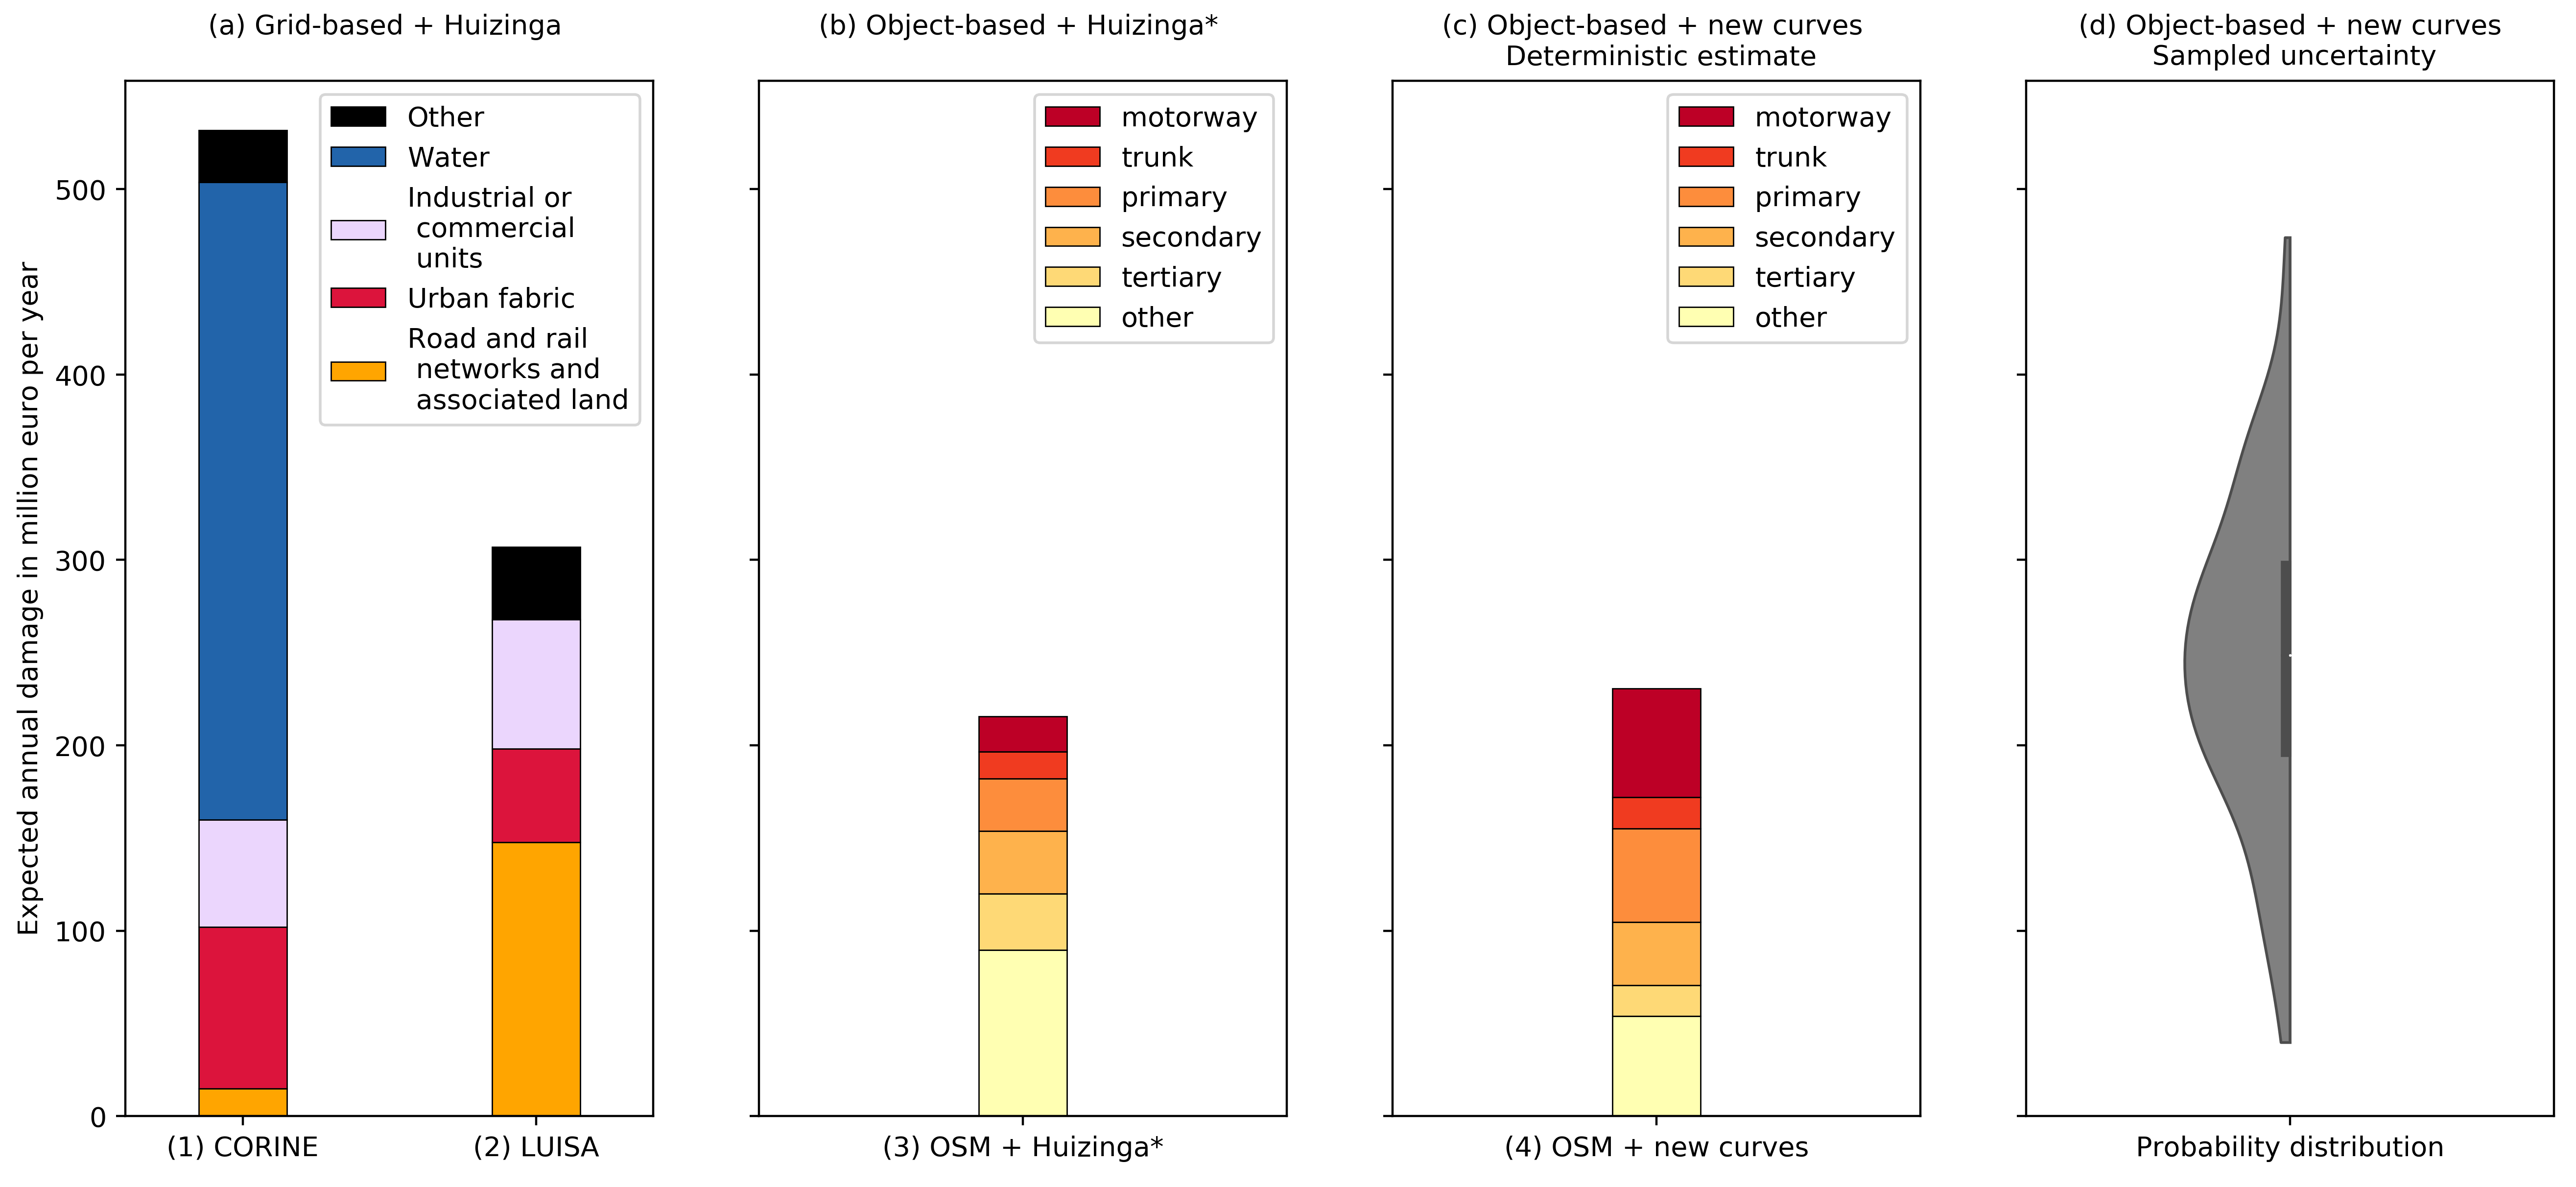 (a) Grid-based + Huizinga
(b) Object-based + Huizinga*
(c) Object-based + new curves
Deterministic estimate
(d) Object-based + new curves
Sampled uncertainty
Expected annual damage in million euro per year
500
400
300
200
100
0
Other
Water
Industrial or
commercial
units
Urban fabric
Road and rail
networks and
associated land
(1) CORINE
(2) LUISA
motorway
trunk
primary
secondary
tertiary
other
(3) OSM + Huizinga*
motorway
trunk
primary
secondary
tertiary
other
(4) OSM + new curves
Probability distribution